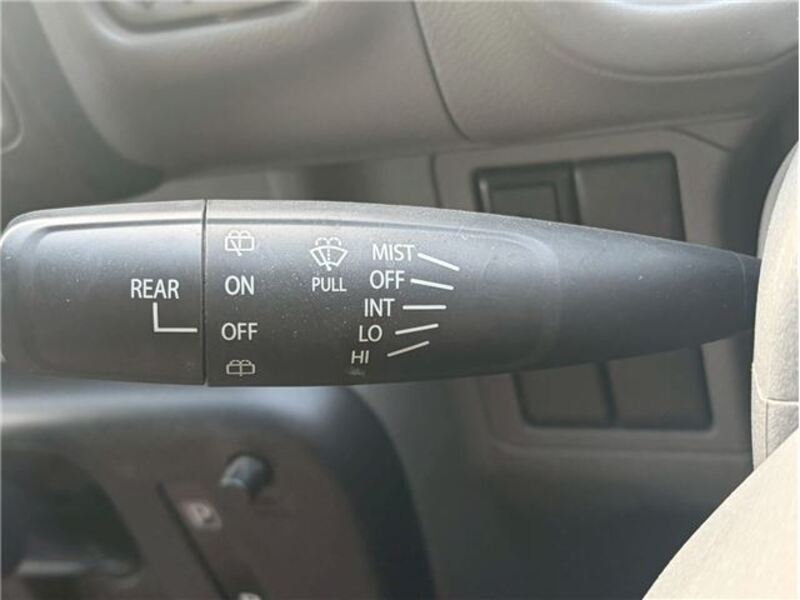 REAR
ON
OFF
PULL
MIST
OFF
INT
LO
HI
P